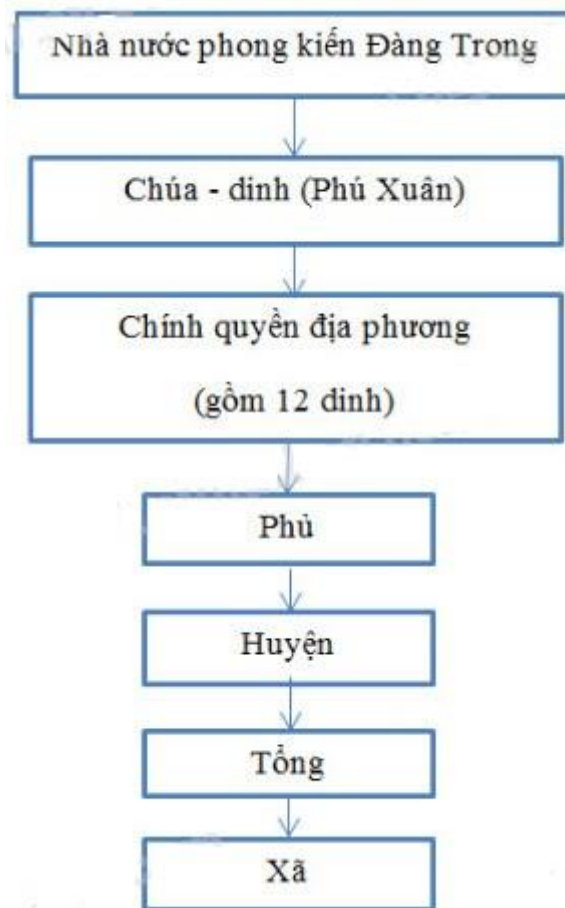 Nhà nước phong kiến Đàng Trong
Chúa - dinh (Phú Xuân)
Chính quyền địa phương
(gồm 12 dinh)
Phủ
Huyện
Tổng
Xã